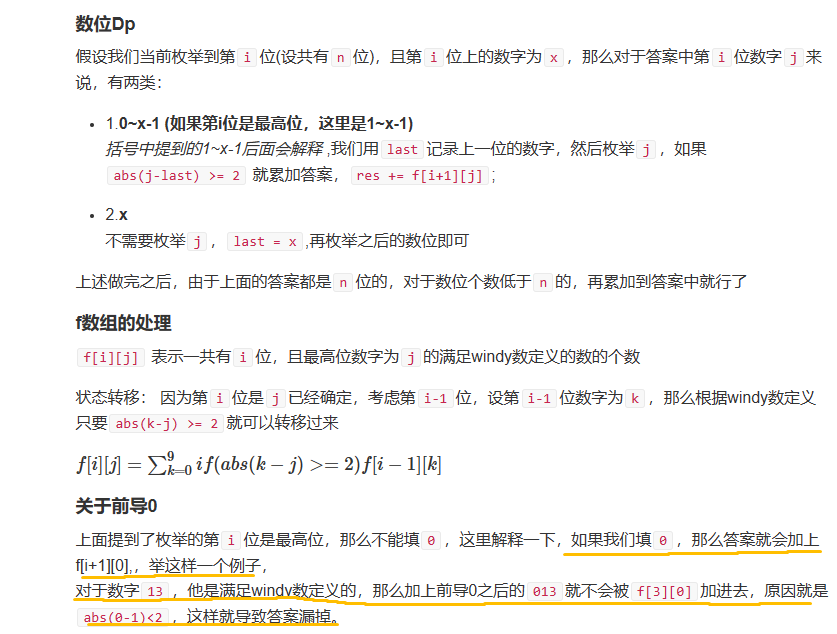 数位Dp
假设我们当前枚举到第 i 位(设共有 n 位)，且第 i 位上的数字为 x ，那么对于答案中第 i 位数字 j 来
说，有两类：
• 1.0~x-1 (如果第i位是最高位，这里是1~x-1)
括号中提到的1~x-1后面会解释 ,我们用 last 记录上一位的数字，然后枚举 j ，如果
abs(j-last) >= 2 就累加答案， res += f[i+1][j] ;
• 2.x
不需要枚举 j ， last = x ,再枚举之后的数位即可
上述做完之后，由于上面的答案都是 n 位的，对于数位个数低于 n 的，再累加到答案中就行了
f数组的处理
f[i][j] 表示一共有 i 位，且最高位数字为 j 的满足windy数定义的数的个数
状态转移： 因为第 i 位是 j 已经确定，考虑第 i-1 位，设第 i-1 位数字为 k ，那么根据windy数定义
只要 abs(k-j) >= 2 就可以转移过来
f[i][j] = ∑_{k=0}^{9} if(abs(k − j) >= 2)f[i − 1][k]
关于前导0
上面提到了枚举的第 i 位是最高位，那么不能填 0 ，这里解释一下，如果我们填 0 ，那么答案就会加上
f[i+1][0],，举这样一个例子，
对于数字 13 ，他是满足windy数定义的，那么加上前导0之后的 013 就不会被 f[3][0] 加进去，原因就是
abs(0-1)<2 ，这样就导致答案漏掉。